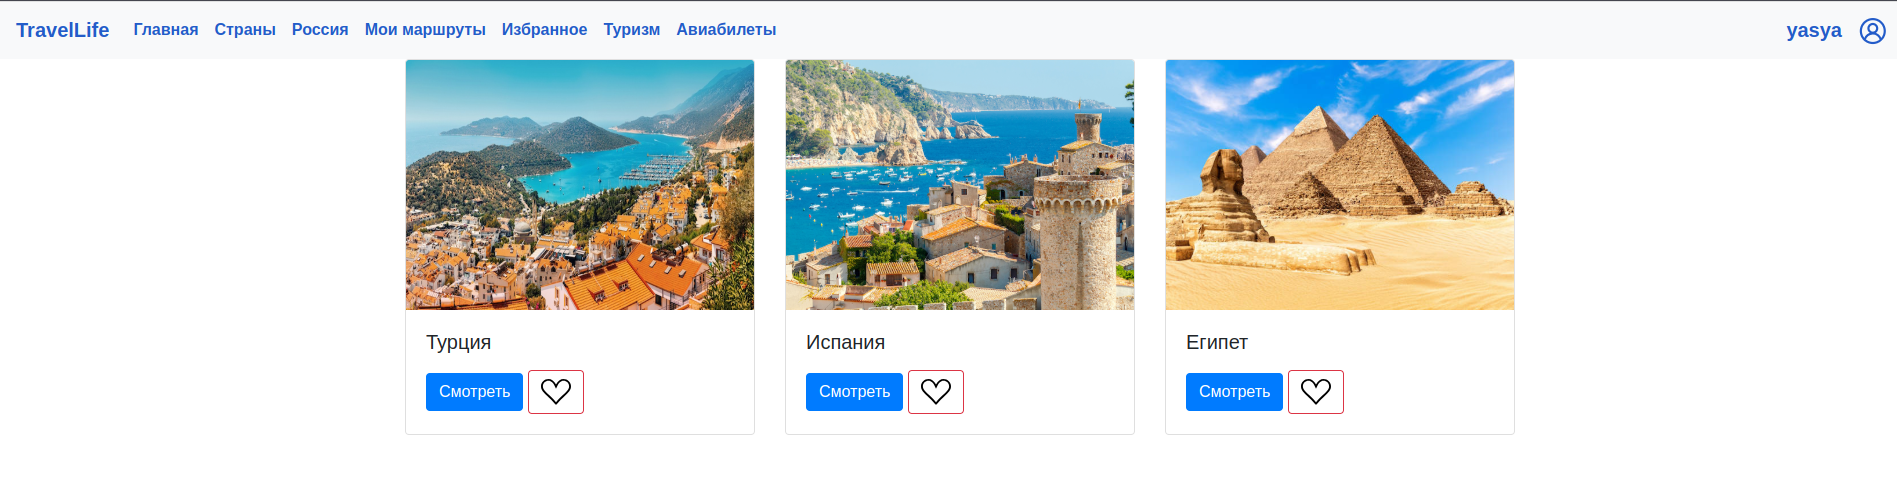 TravelLife Главная Страны Россия Мои маршруты Избранное Туризм Авиабилеты yasya
Турция Испания Египет
Смотреть Смотреть Смотреть